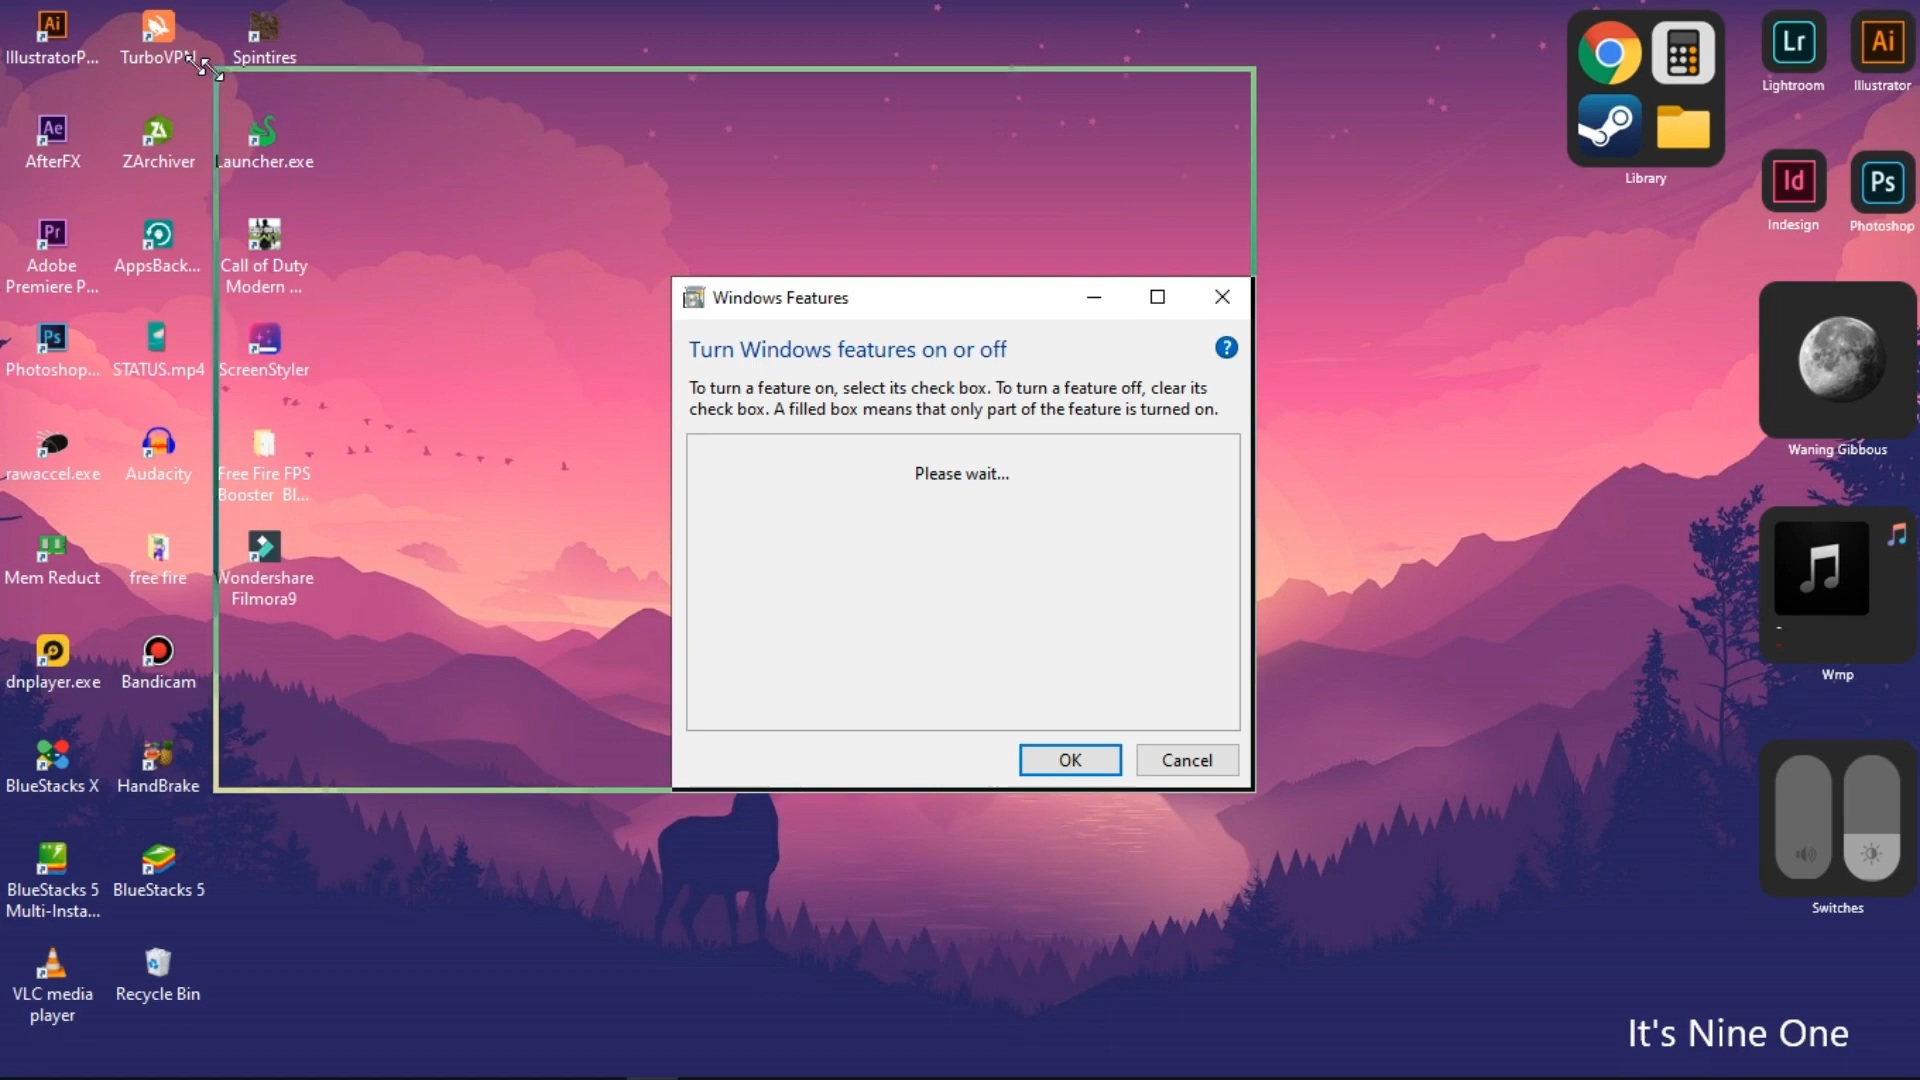 IllustratorP...
TurboVPN
Spintires
AfterFX
ZArchiver
Launcher.exe
Adobe
Premiere P...
AppsBack...
Call of Duty
Modern ...
Photoshop...
STATUS.mp4
ScreenStyler
rawaccel.exe
Audacity
Free Fire FPS
Booster Bl...
Mem Reduct
free fire
Wondershare
Filmora9
dnplayer.exe
Bandicam
BlueStacks X
HandBrake
BlueStacks 5
Multi-Insta...
BlueStacks 5
VLC media
player
Recycle Bin
Windows Features
Turn Windows features on or off
To turn a feature on, select its check box. To turn a feature off, clear its
check box. A filled box means that only part of the feature is turned on.
Please wait...
OK
Cancel
Library
Lr
Lightroom
Ai
Illustrator
Id
Indesign
Ps
Photoshop
Waning Gibbous
Wmp
Switches
It's Nine One